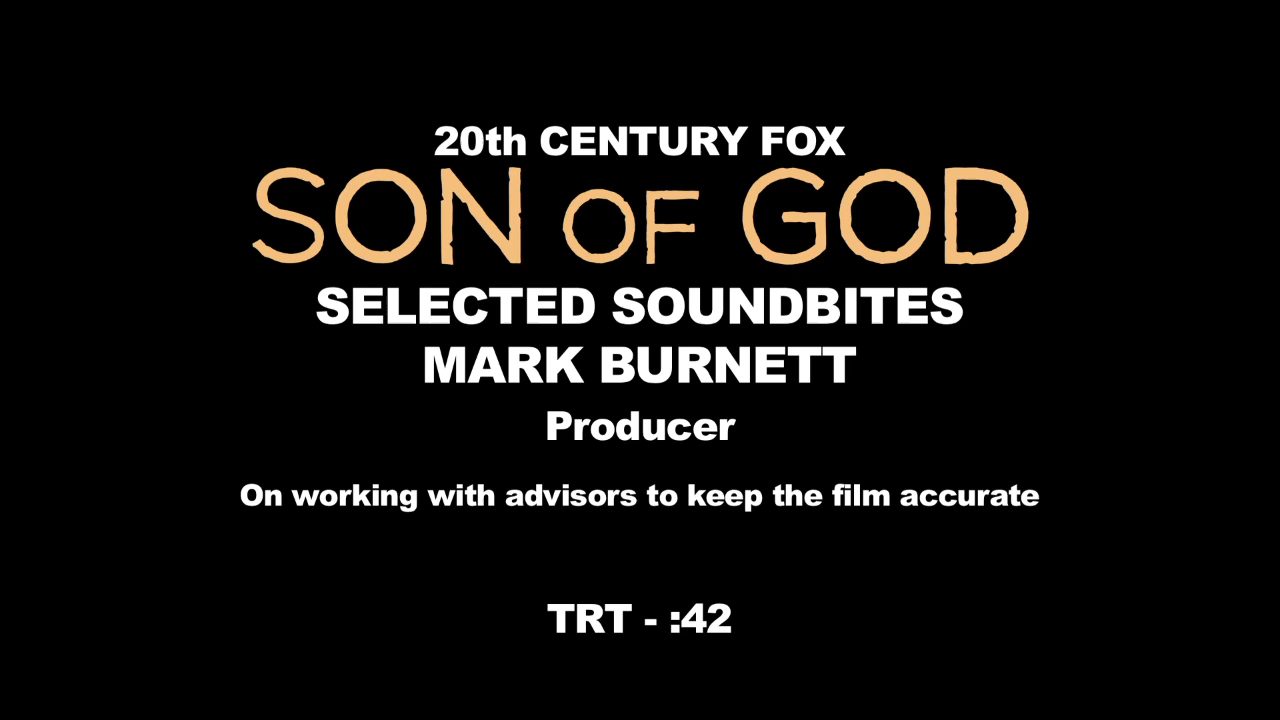 20th CENTURY FOX
SON OF GOD
SELECTED SOUNDBITES
MARK BURNETT
Producer
On working with advisors to keep the film accurate
TRT - :42